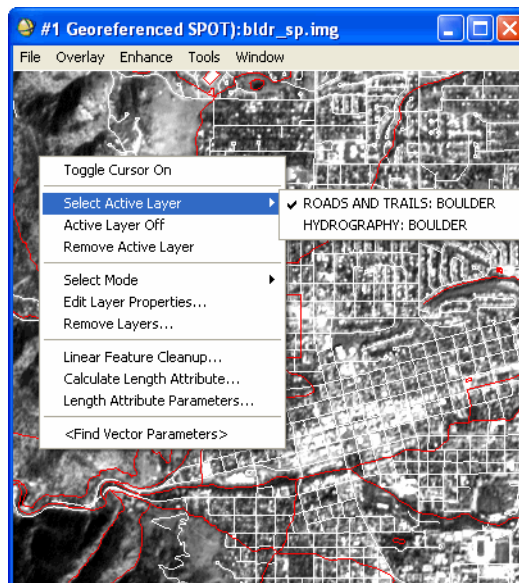 #1 Georeferenced SPOT):bldr_sp.img
File Overlay Enhance Tools Window
Toggle Cursor On
Select Active Layer
ROADS AND TRAILS: BOULDER
HYDROGRAPHY: BOULDER
Active Layer Off
Remove Active Layer
Select Mode
Edit Layer Properties...
Remove Layers...
Linear Feature Cleanup...
Calculate Length Attribute...
Length Attribute Parameters...
<Find Vector Parameters>